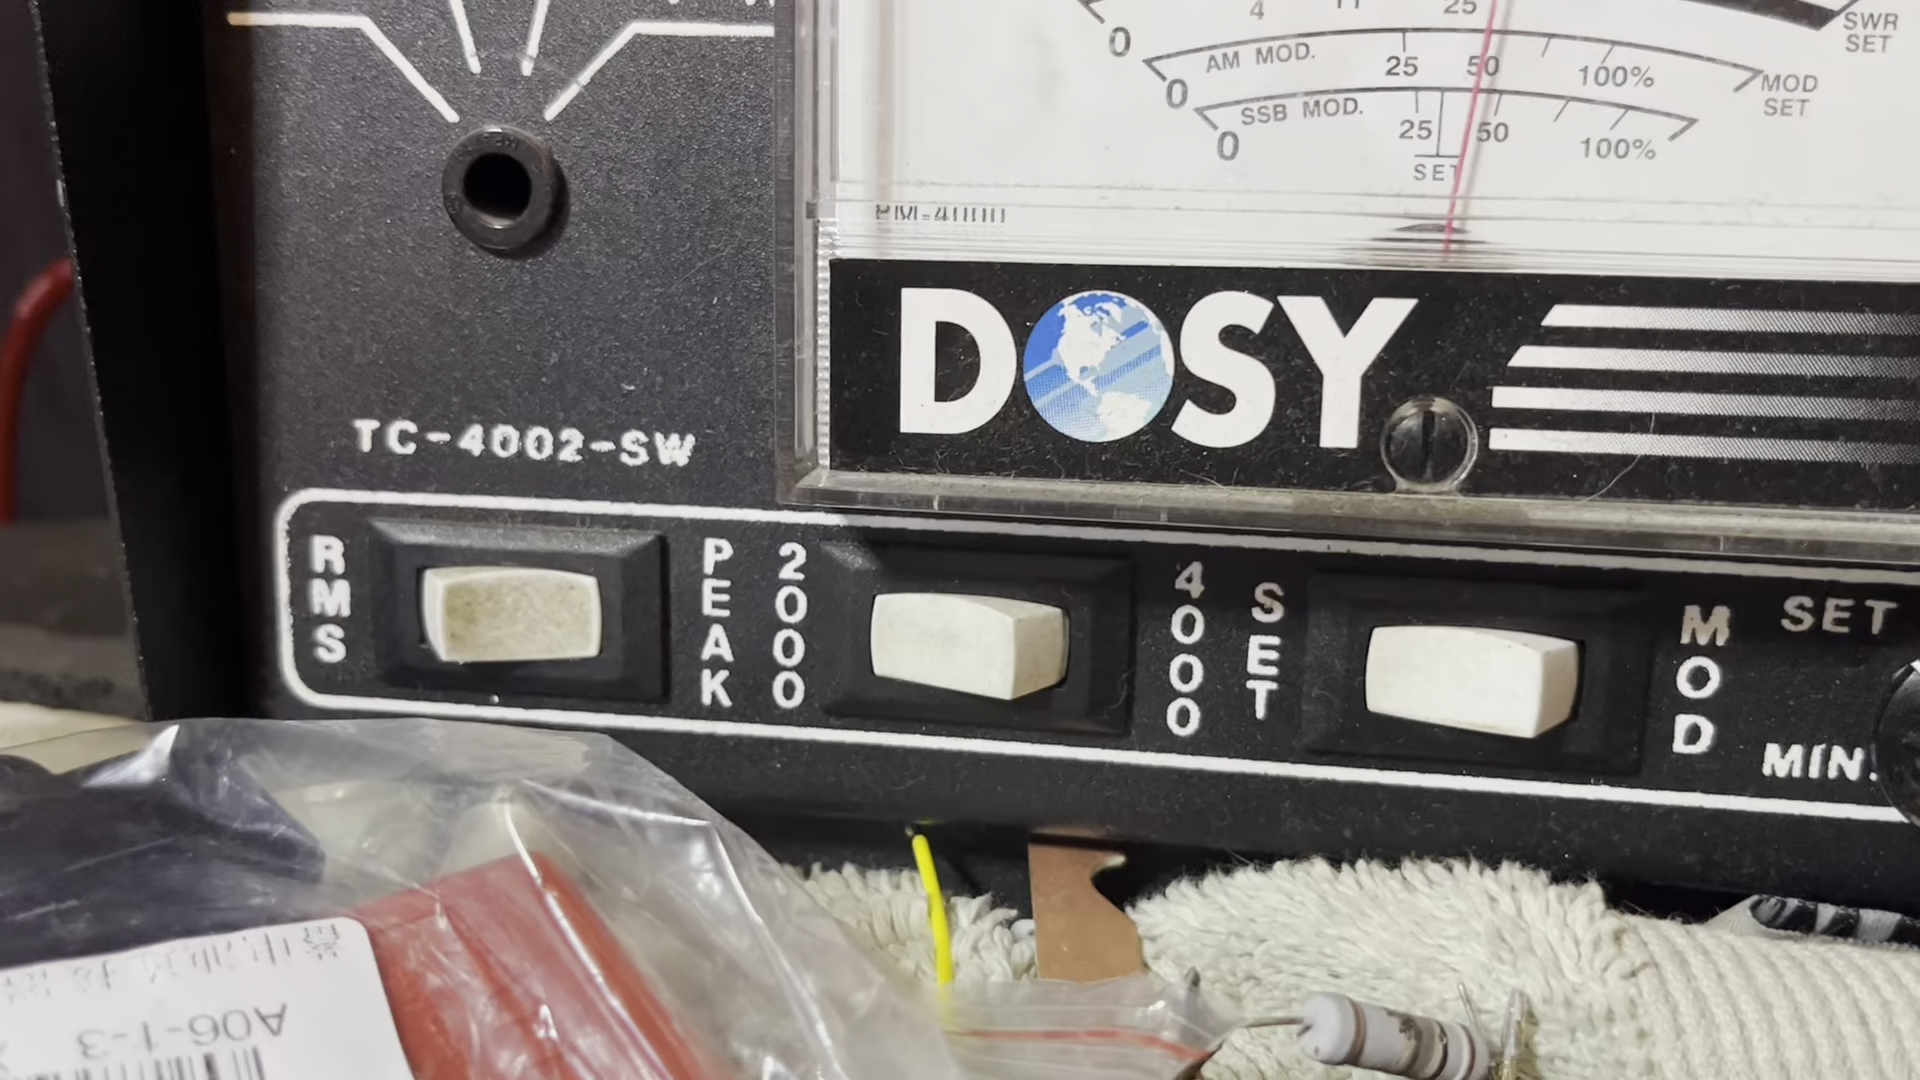 4 11 25
SWR
SET
0
AM MOD. 25 50 100%
MOD
SET
0
SSB MOD. 25 50 100%
0
SET
DOSY
TC-4002-SW
RMS
PEAK
2000
4000
SET
MOD
SET
MIN.
A06-1-3